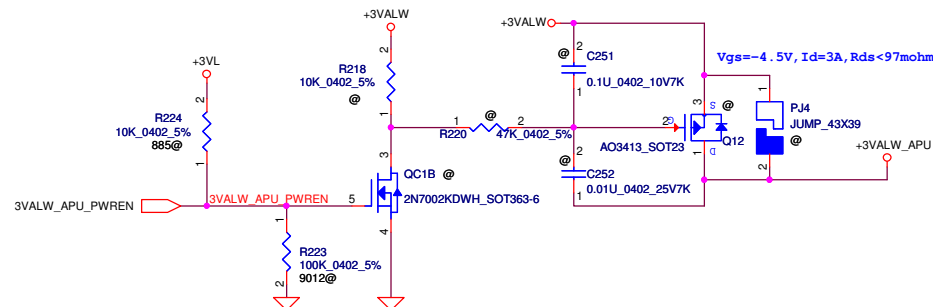 +3VALW
+3VALW
+3VL
2
R224
10K_0402_5%
885@
1
2
R218
10K_0402_5%
@
1
@
1
2
R220
47K_0402_5%
@
2
C251
0.1U_0402_10V7K
1
Vgs=-4.5V,Id=3A,Rds<97mohm
3
S
@
2
G
Q12
AO3413_SOT23
1
D
1
PJ4
JUMP_43X39
@
2
+3VALW_APU
2
@
C252
0.01U_0402_25V7K
1
3
QC1B
@
2N7002KDWH_SOT363-6
5
4
3VALW_APU_PWREN
3VALW_APU_PWREN
1
R223
100K_0402_5%
9012@
2